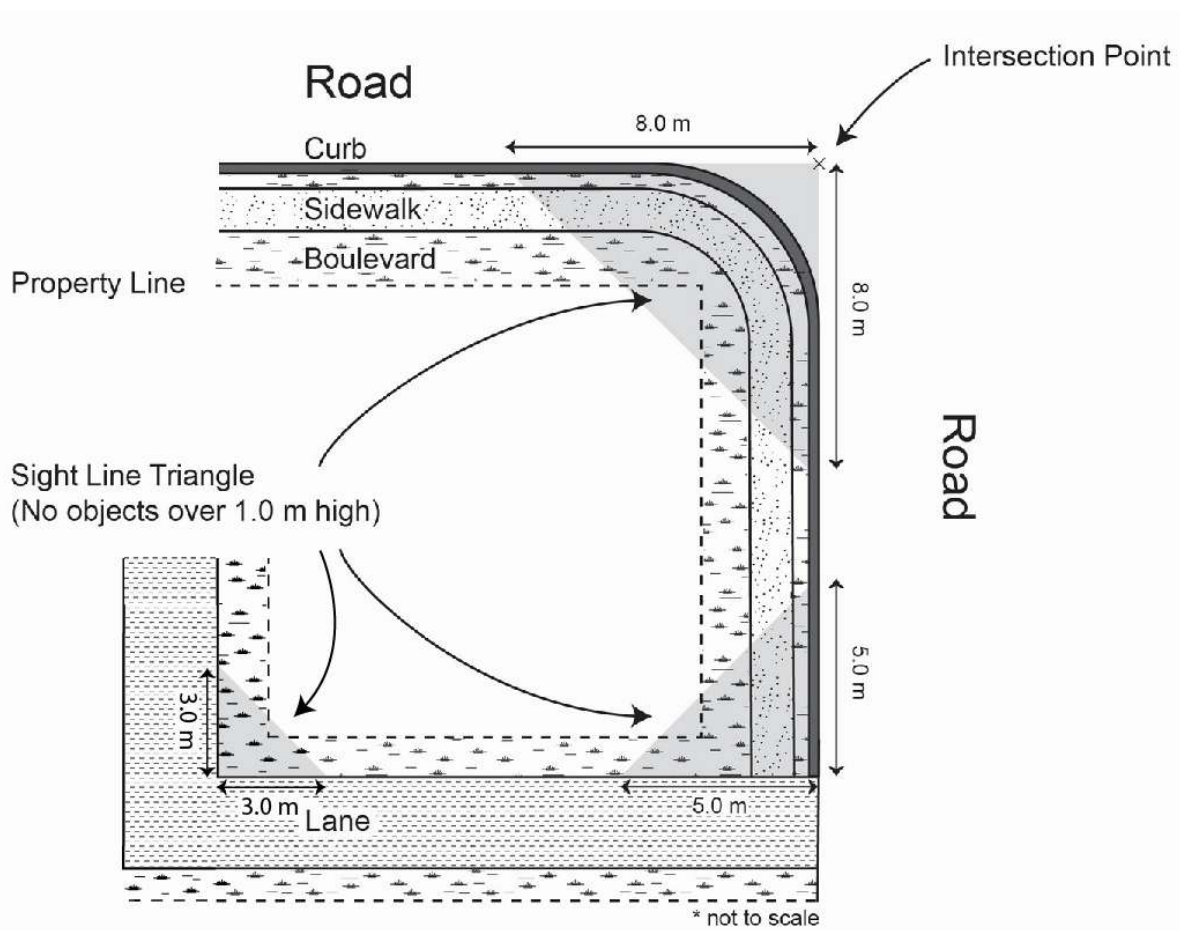 Intersection Point
Road
8.0 m
Curb
Sidewalk
Boulevard
Property Line
8.0 m
Road
Sight Line Triangle
(No objects over 1.0 m high)
5.0 m
3.0 m
3.0 m
5.0 m
Lane
* not to scale